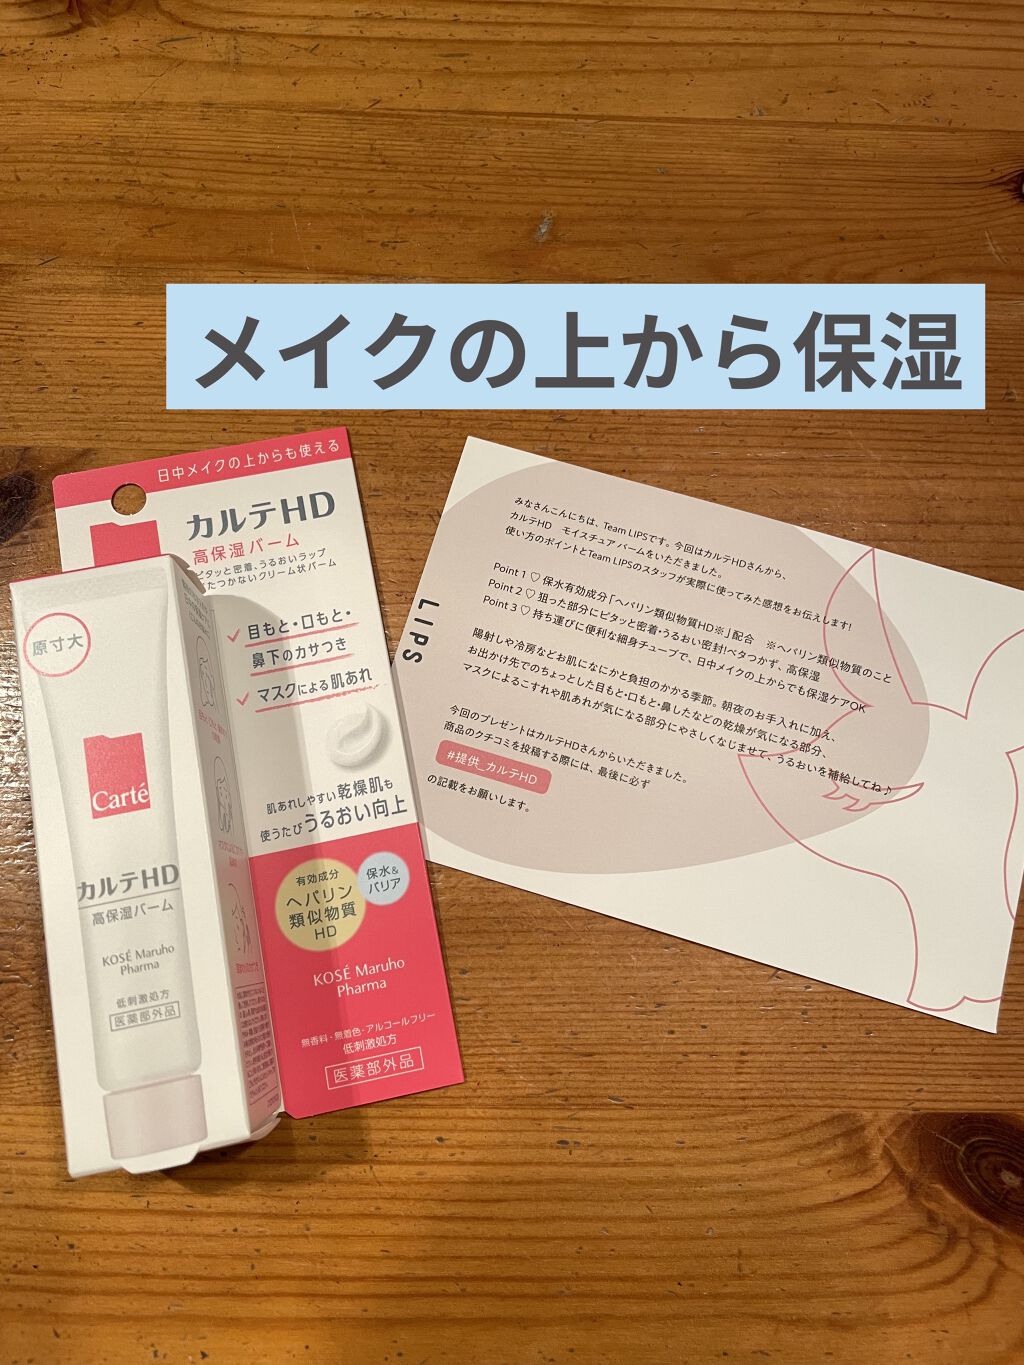 メイクの上から保湿
日中メイクの上からも使える
カルテHD
高保湿バーム
ピタッと密着、うるおいラップ
べたつかないクリーム状バーム
目もと・口もと・
鼻下のカサつき
マスクによる肌あれ
肌あれしやすい乾燥肌も
使うたびうるおい向上
有効成分
ヘパリン
類似物質
HD
保水&
バリア
KOSÉ Maruho
Pharma
無香料・無着色・アルコールフリー
低刺激処方
医薬部外品
原寸大
Carté
カルテHD
高保湿バーム
KOSÉ Maruho
Pharma
低刺激処方
医薬部外品
LIPS
みなさんこんにちは、Team LIPSです。今回はカルテHDさんから、
カルテHD モイスチュア バームをいただきました。
使い方のポイントとTeam LIPSのスタッフが実際に使ってみた感想をお伝えします!
Point 1 ♡ 保水有効成分「ヘパリン類似物質HD※」配合 ※ヘパリン類似物質のこと
Point 2 ♡ 狙った部分にピタッと密着・うるおい密封!ベタつかず、高保湿
Point 3 ♡ 持ち運びに便利な細身チューブで、日中メイクの上からでも保湿ケアOK
陽射しや冷房などお肌になにかと負担のかかる季節。朝夜のお手入れに加え、
お出かけ先でのちょっとした目もと・口もと・鼻したなどの乾燥が気になる部分、
マスクによるこすれや肌あれが気になる部分にやさしくなじませて、うるおいを補給してね♪
今回のプレゼントはカルテHDさんからいただきました。
商品のクチコミを投稿する際には、最後に必ず
#提供_カルテHD
の記載をお願いします。